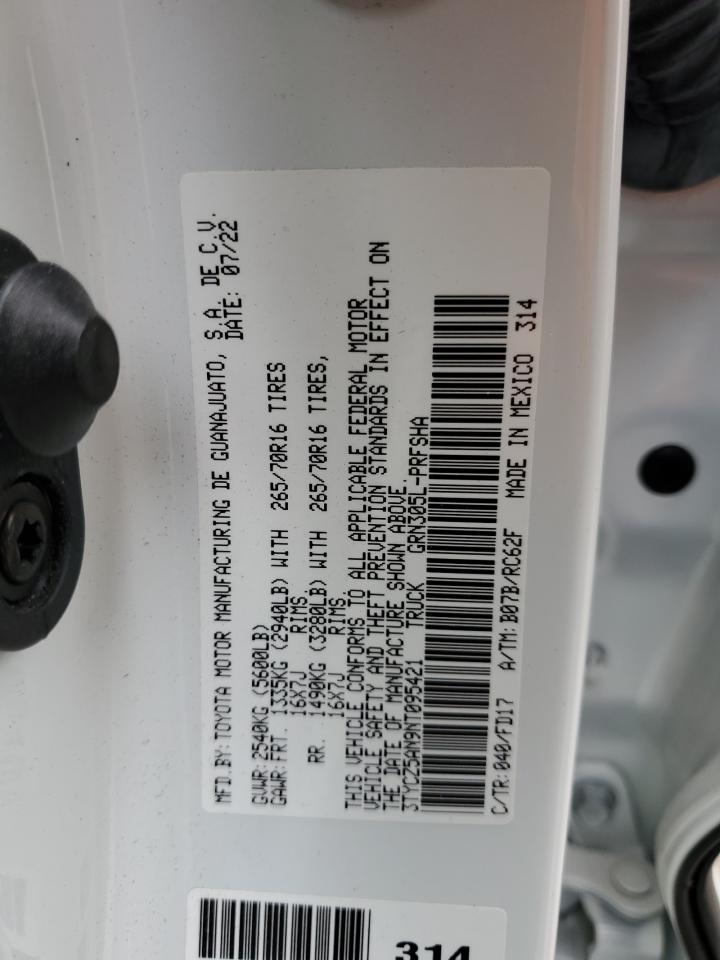 MFD.BY:TOYOTA MOTOR MANUFACTURING DE GUANAJUATO, S.A. DE C.V.
DATE: 07/22
GVWR:2540KG (5600LB)
GAWR:FRT. 1335KG (2940LB) WITH 265/70R16 TIRES
16X7J RIMS.
RR. 1490KG (3280LB) WITH 265/70R16 TIRES,
16X7J RIMS.
THIS VEHICLE CONFORMS TO ALL APPLICABLE FEDERAL MOTOR
VEHICLE SAFETY AND THEFT PREVENTION STANDARDS IN EFFECT ON
THE DATE OF MANUFACTURE SHOWN ABOVE.
3TYCZ5AN9NT095421 TRUCK GRN305L-PRFSHA
C/TR:040/FD17 A/TM:B07B/RC62F MADE IN MEXICO 314
314